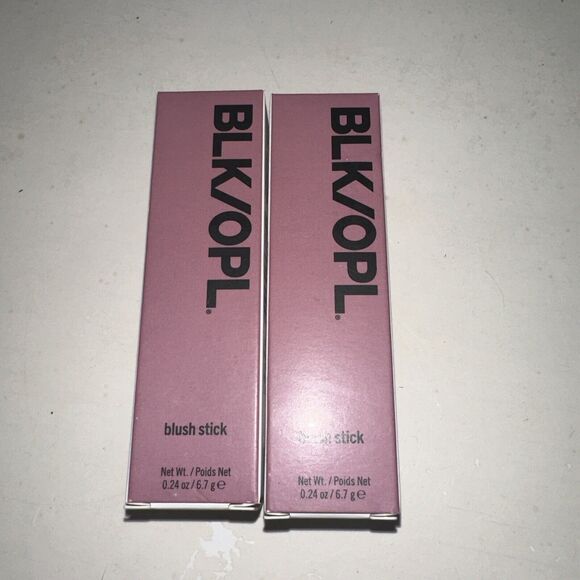 BLK/OPL®
blush stick
Net Wt. / Poids Net
0.24 oz / 6.7 g ℮
BLK/OPL®
blush stick
Net Wt. / Poids Net
0.24 oz / 6.7 g ℮